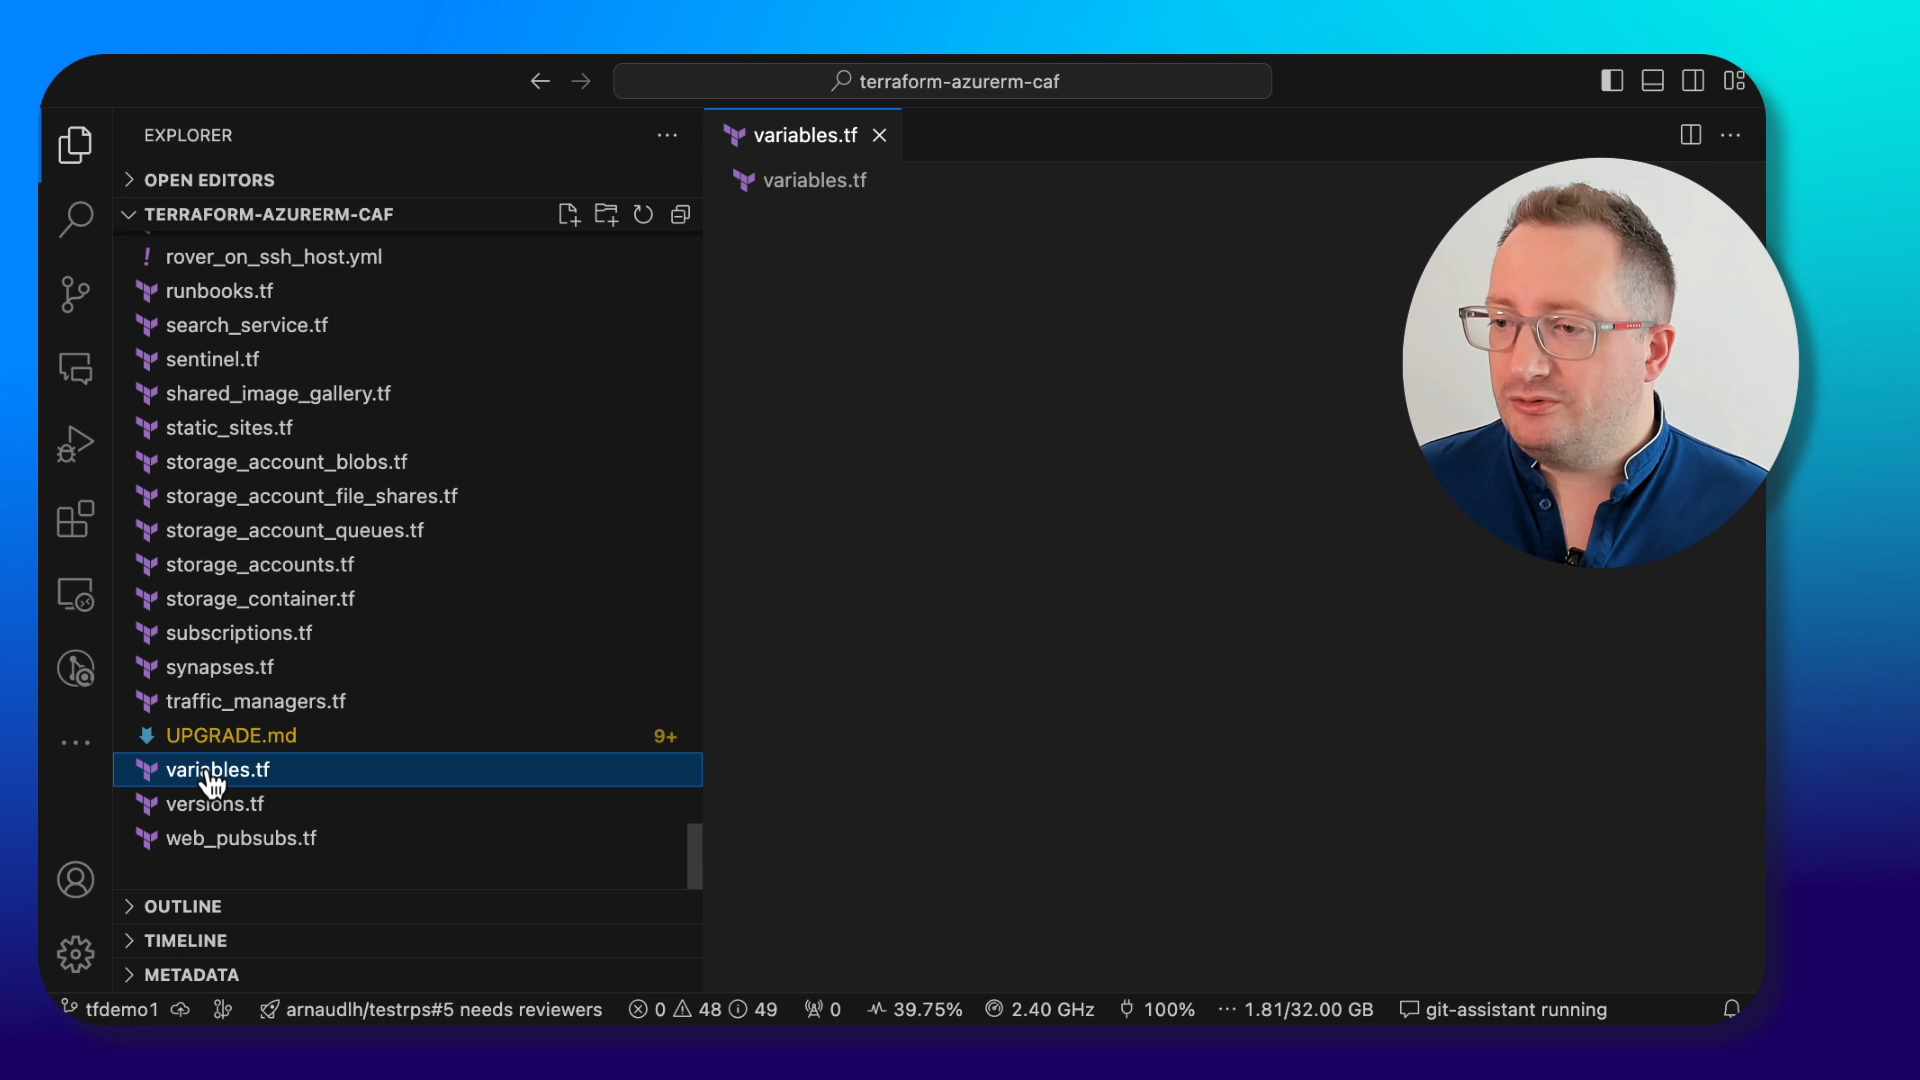 terraform-azurerm-caf
EXPLORER
OPEN EDITORS
TERRAFORM-AZURERM-CAF
rover_on_ssh_host.yml
runbooks.tf
search_service.tf
sentinel.tf
shared_image_gallery.tf
static_sites.tf
storage_account_blobs.tf
storage_account_file_shares.tf
storage_account_queues.tf
storage_accounts.tf
storage_container.tf
subscriptions.tf
synapses.tf
traffic_managers.tf
UPGRADE.md 9+
variables.tf
versions.tf
web_pubsubs.tf
OUTLINE
TIMELINE
METADATA
variables.tf
variables.tf
tfdemo1 arnaudlh/testrps#5 needs reviewers 0 48 49 0 39.75% 2.40 GHz 100% 1.81/32.00 GB git-assistant running